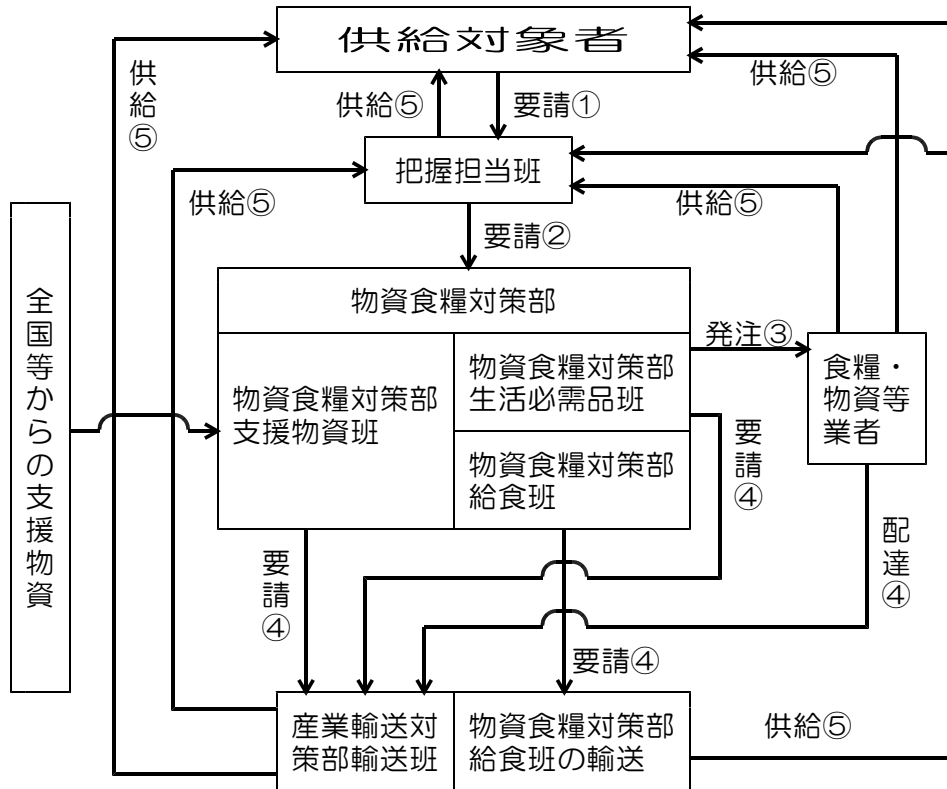 供給対象者
供給⑤
供給⑤
要請①
供給⑤
把握担当班
供給⑤
供給⑤
要請②
全国等からの支援物資
物資食糧対策部
発注③
物資食糧対策部
支援物資班
物資食糧対策部
生活必需品班
食糧・
物資等
業者
要請④
物資食糧対策部
給食班
要請④
配達④
要請④
産業輸送対
策部輸送班
物資食糧対策部
給食班の輸送
供給⑤